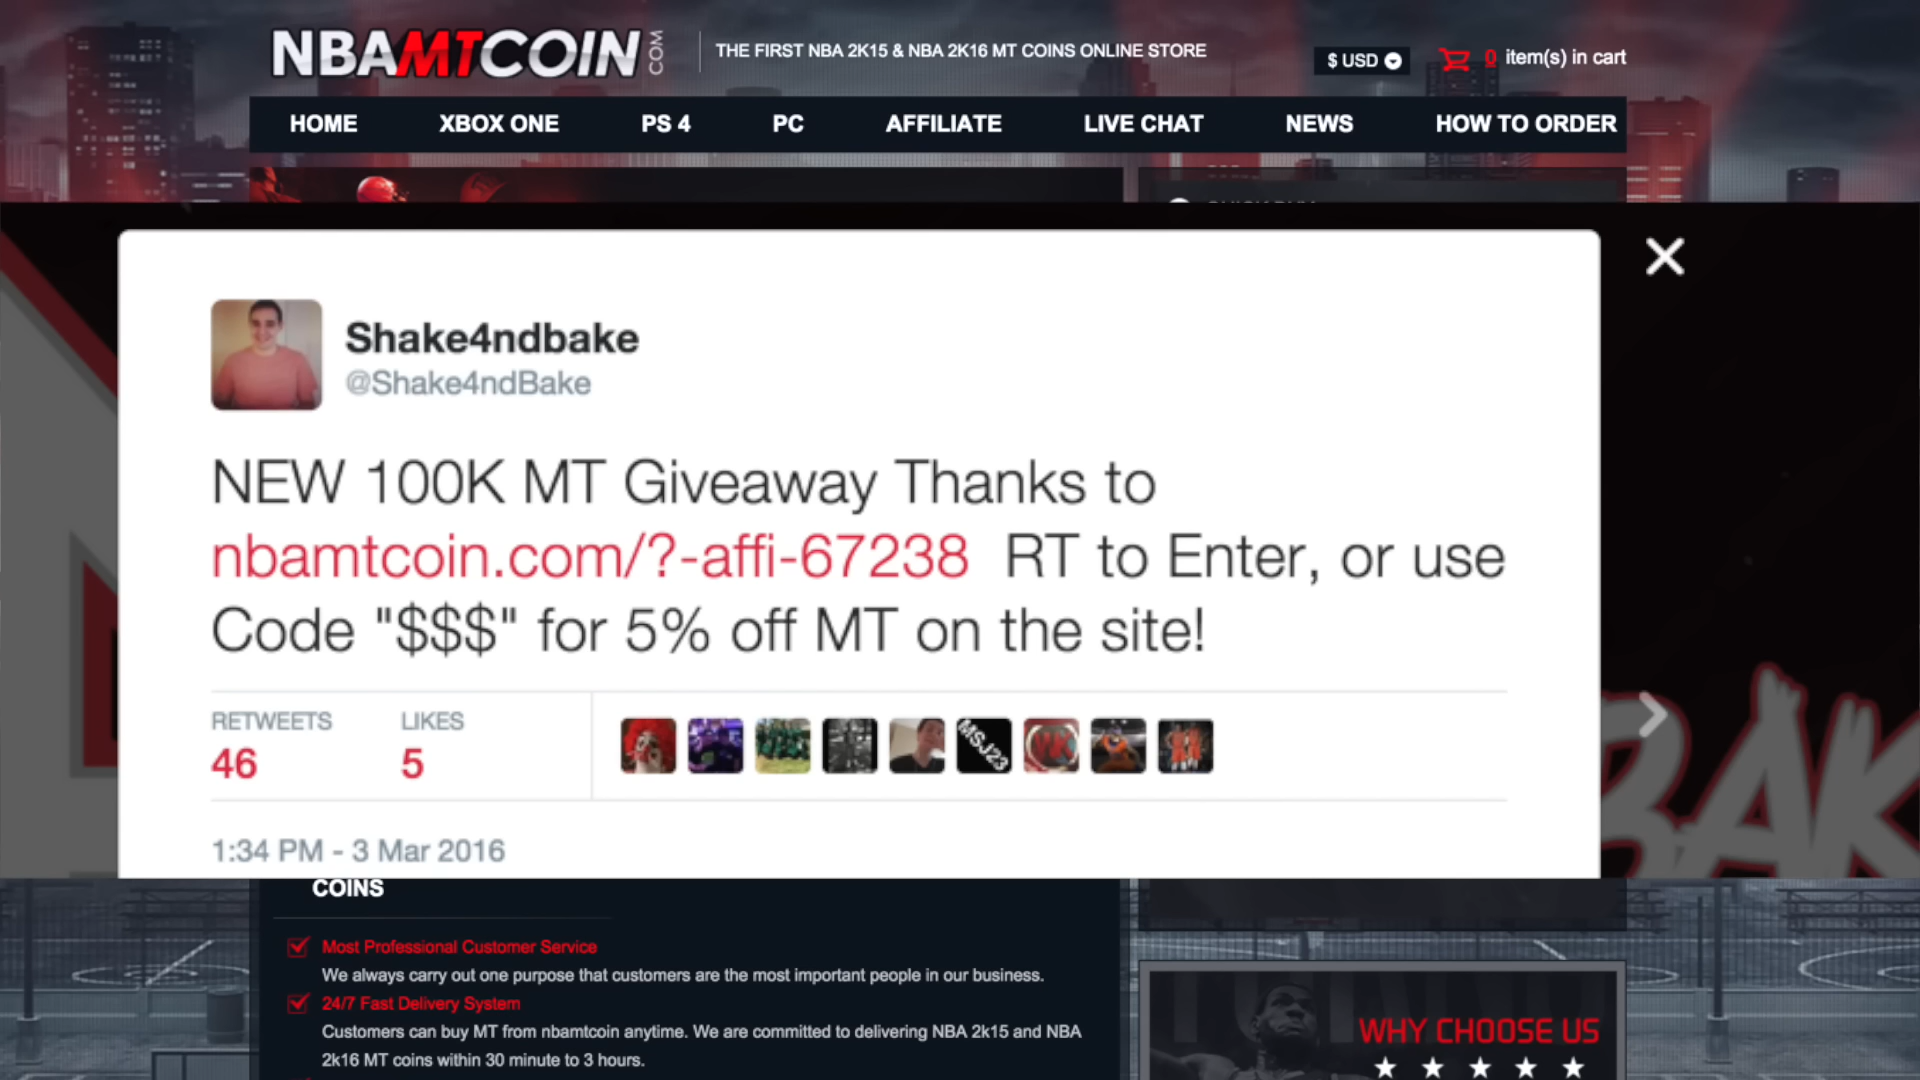 NBAMTCOIN.COM
THE FIRST NBA 2K15 & NBA 2K16 MT COINS ONLINE STORE
$ USD
0 item(s) in cart
HOME XBOX ONE PS 4 PC AFFILIATE LIVE CHAT NEWS HOW TO ORDER
Shake4ndbake
@Shake4ndBake
NEW 100K MT Giveaway Thanks to
nbamtcoin.com/?-affi-67238 RT to Enter, or use
Code "$$$" for 5% off MT on the site!
RETWEETS LIKES
46 5
MSJ23
1:34 PM - 3 Mar 2016
BAK
COINS
Most Professional Customer Service
We always carry out one purpose that customers are the most important people in our business.
24/7 Fast Delivery System
Customers can buy MT from nbamtcoin anytime. We are committed to delivering NBA 2k15 and NBA
2k16 MT coins within 30 minute to 3 hours.
WHY CHOOSE US